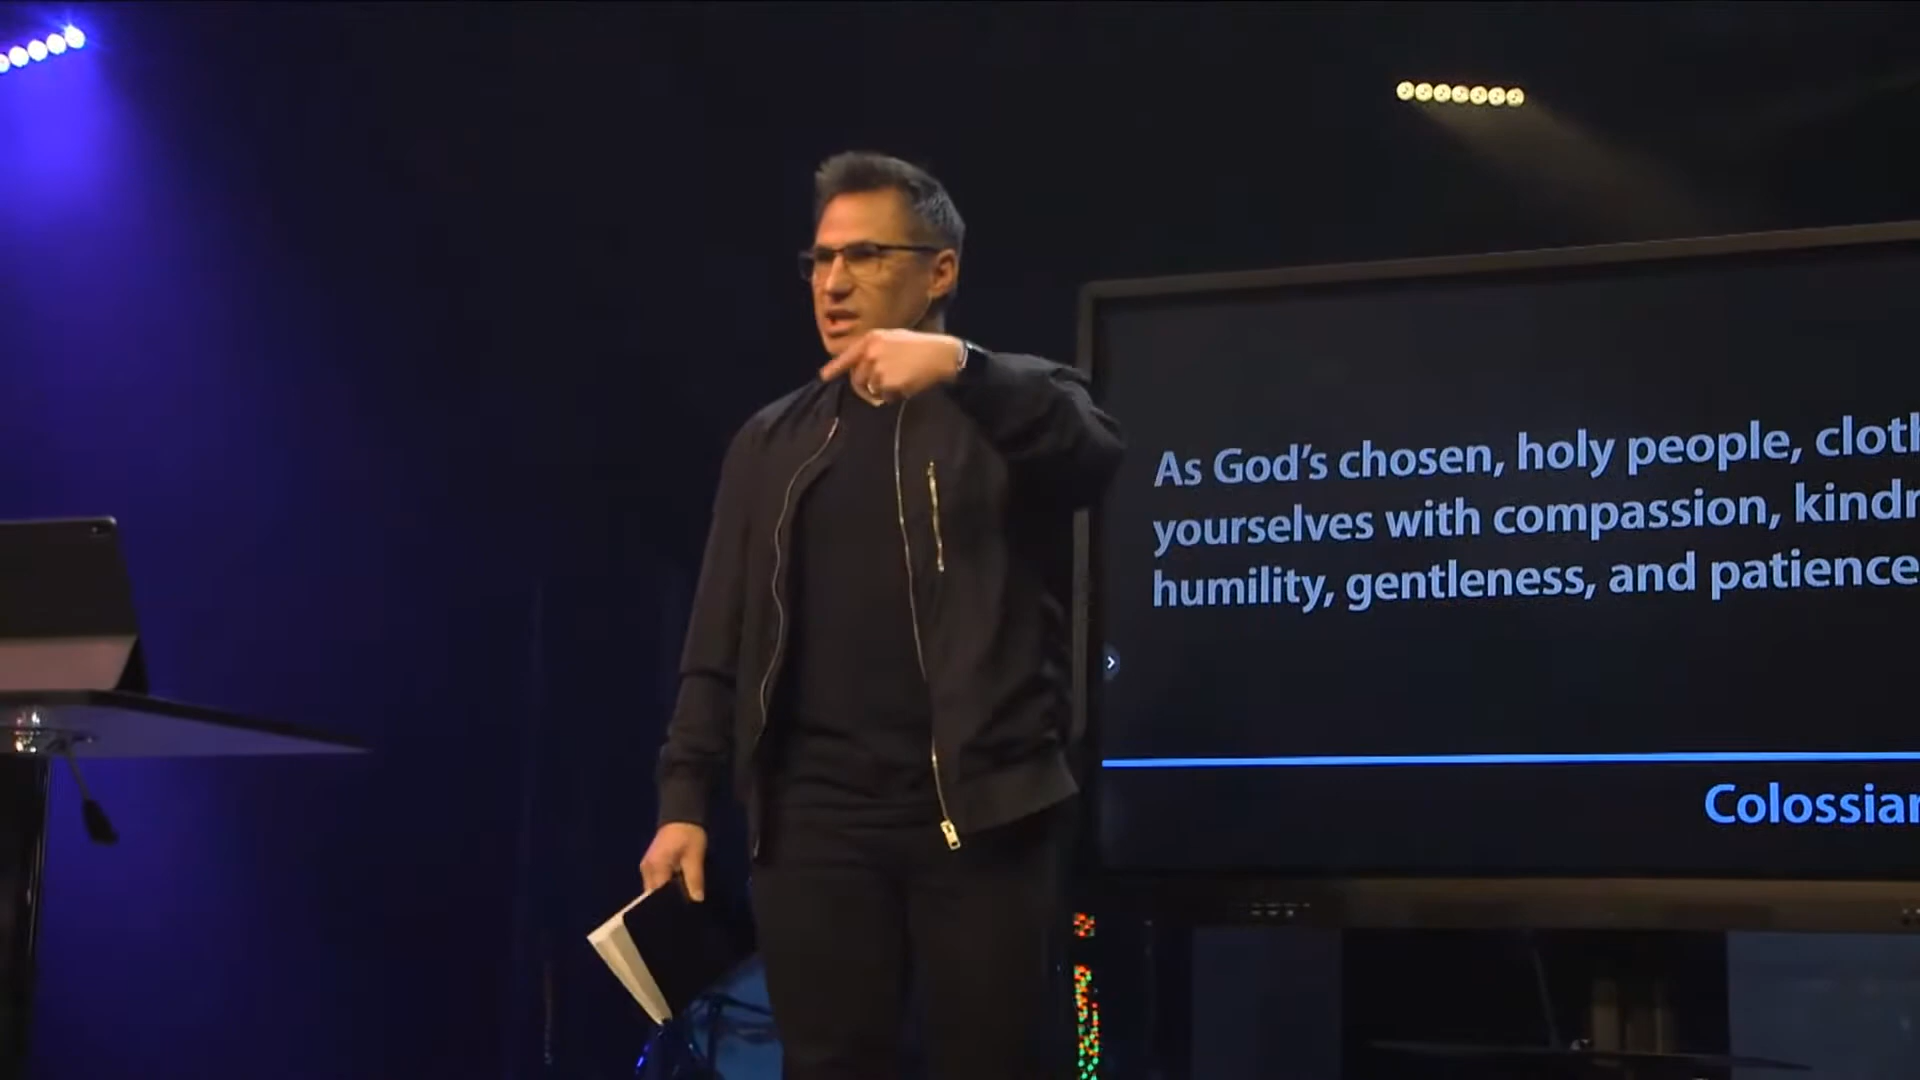 As God's chosen, holy people, cloth
yourselves with compassion, kindn
humility, gentleness, and patience
Colossian